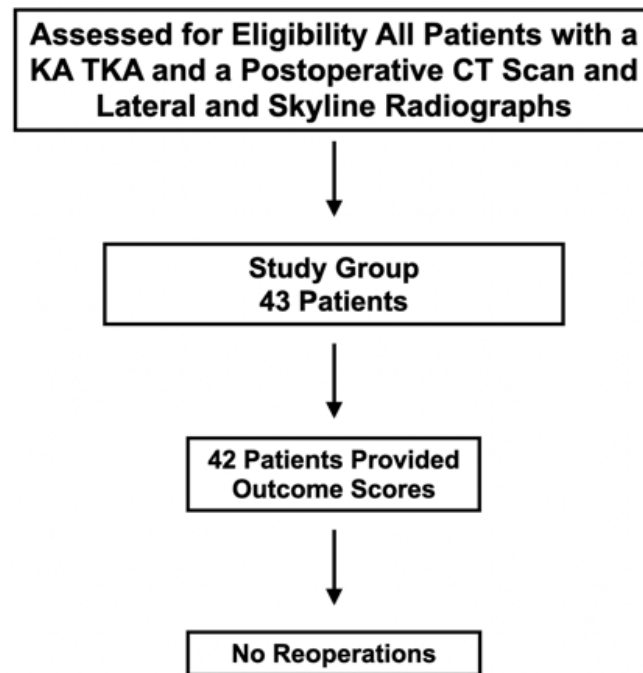 Assessed for Eligibility All Patients with a
KA TKA and a Postoperative CT Scan and
Lateral and Skyline Radiographs
Study Group
43 Patients
42 Patients Provided
Outcome Scores
No Reoperations